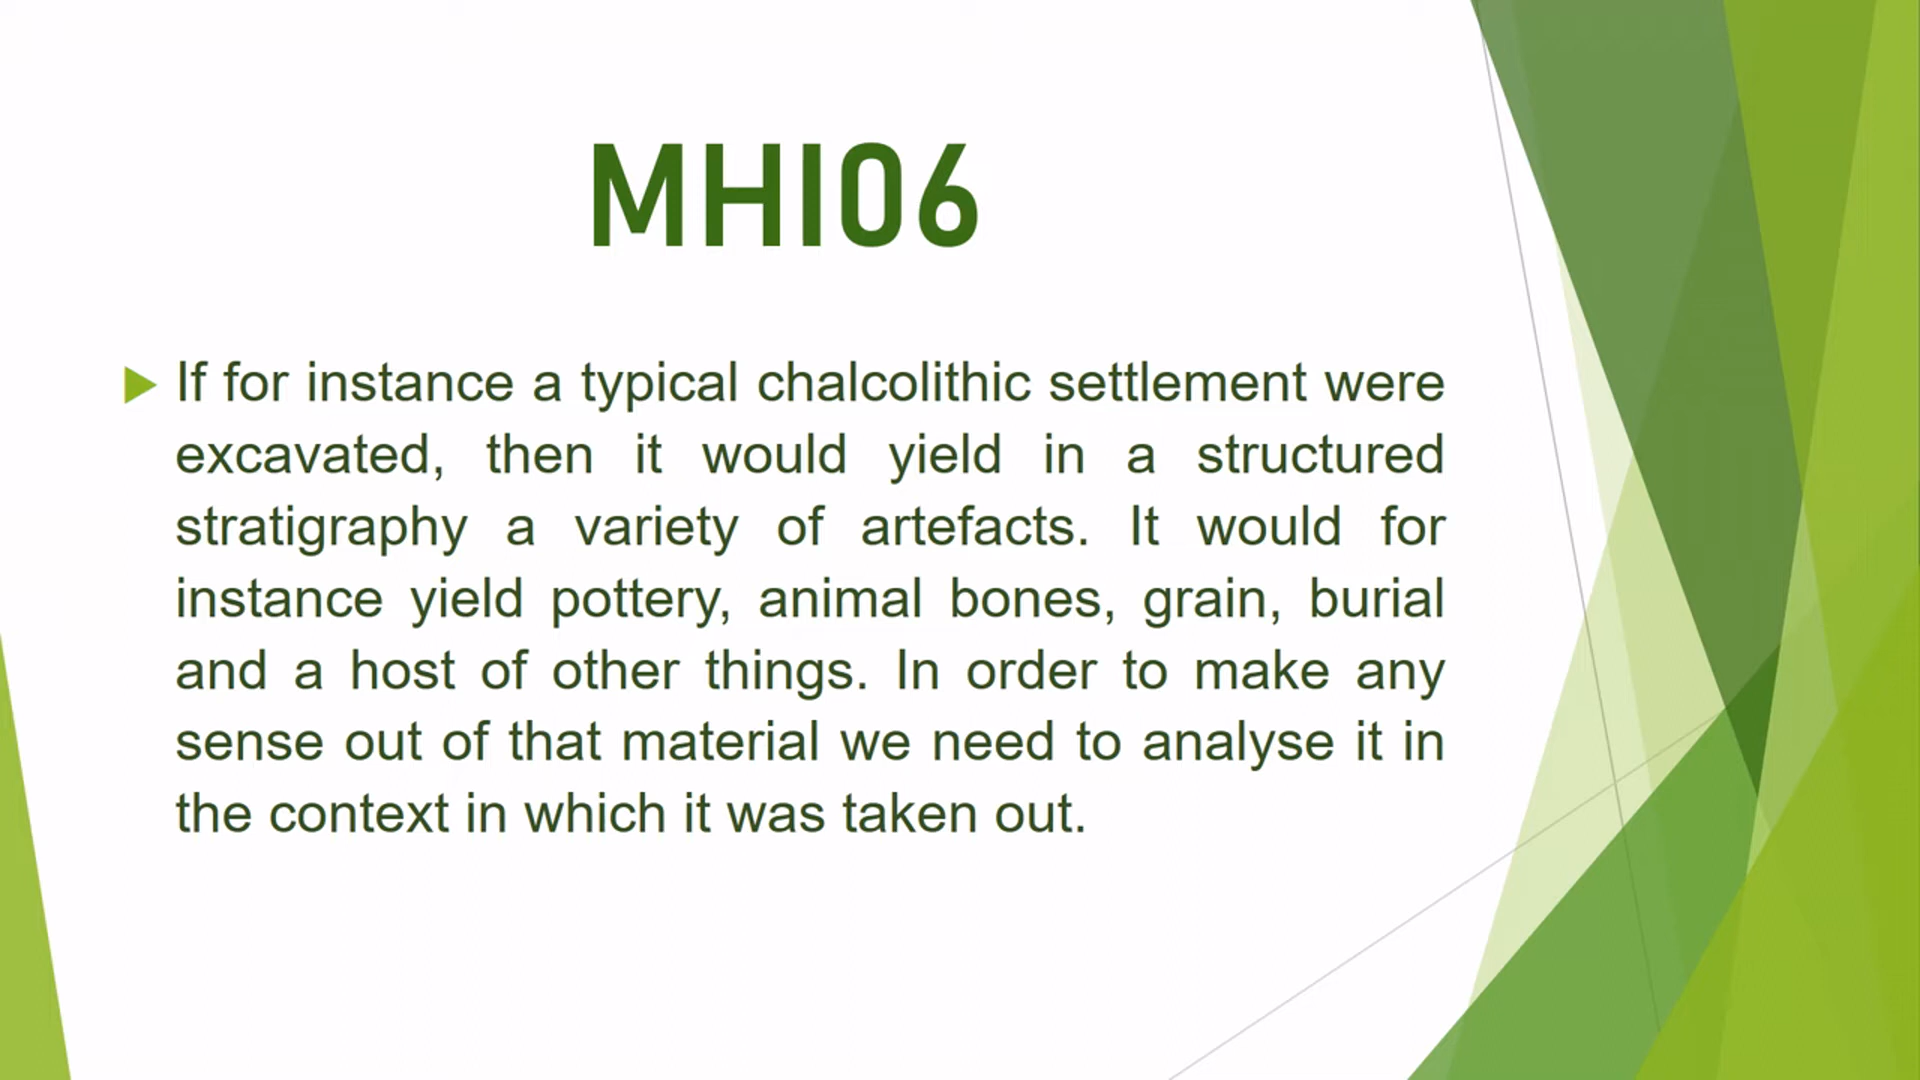 MHI06
If for instance a typical chalcolithic settlement were
excavated, then it would yield in a structured
stratigraphy a variety of artefacts. It would for
instance yield pottery, animal bones, grain, burial
and a host of other things. In order to make any
sense out of that material we need to analyse it in
the context in which it was taken out.